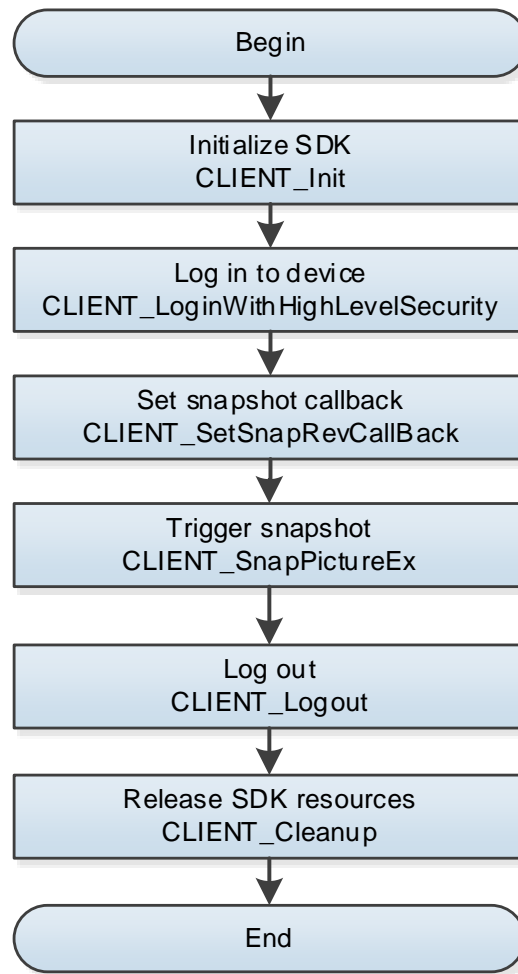 Begin
Initialize SDK
CLIENT_Init
Log in to device
CLIENT_LoginWithHighLevelSecurity
Set snapshot callback
CLIENT_SetSnapRevCallBack
Trigger snapshot
CLIENT_SnapPictureEx
Log out
CLIENT_Logout
Release SDK resources
CLIENT_Cleanup
End